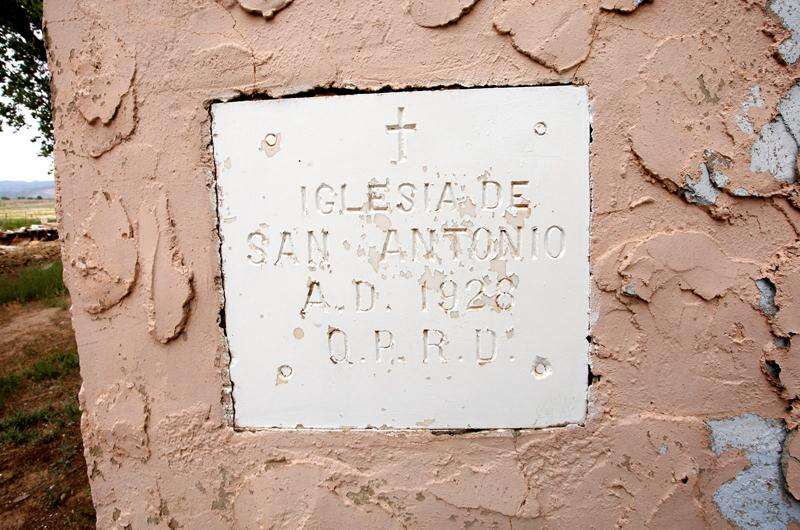 IGLESIA DE
SAN ANTONIO
A.D. 1928
Q.P.R.D.